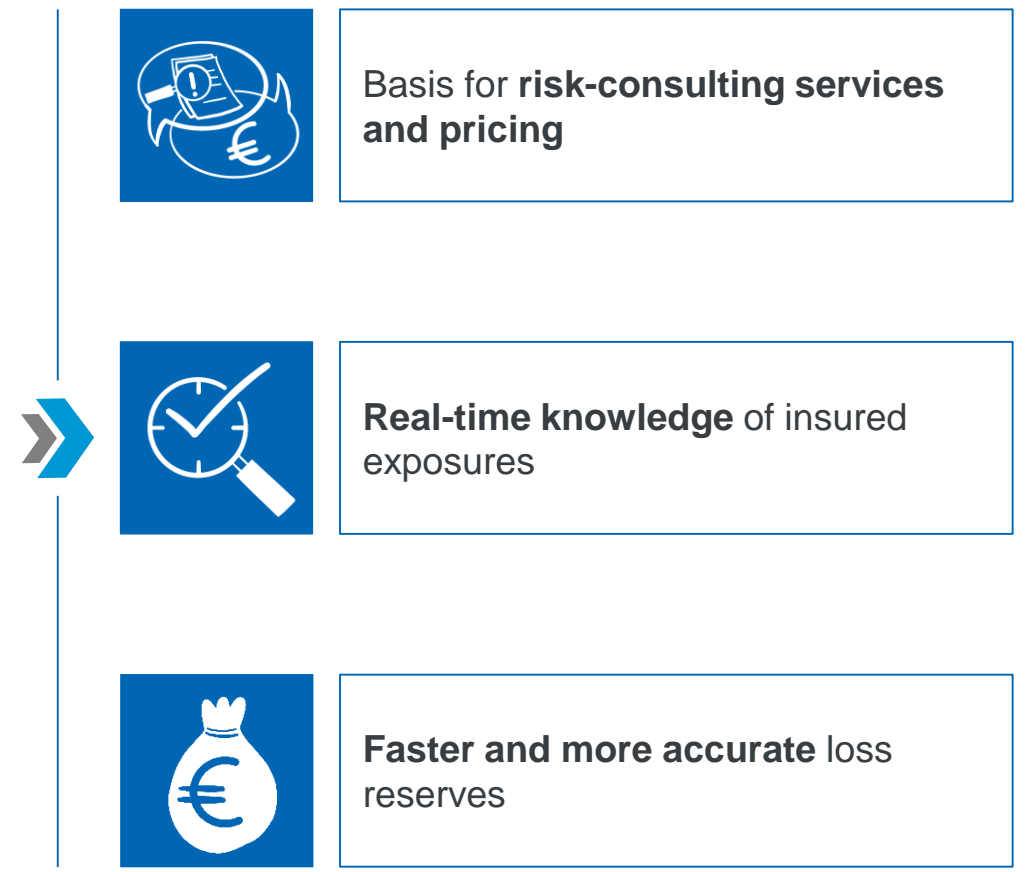 Basis for risk-consulting services
and pricing
Real-time knowledge of insured
exposures
Faster and more accurate loss
reserves